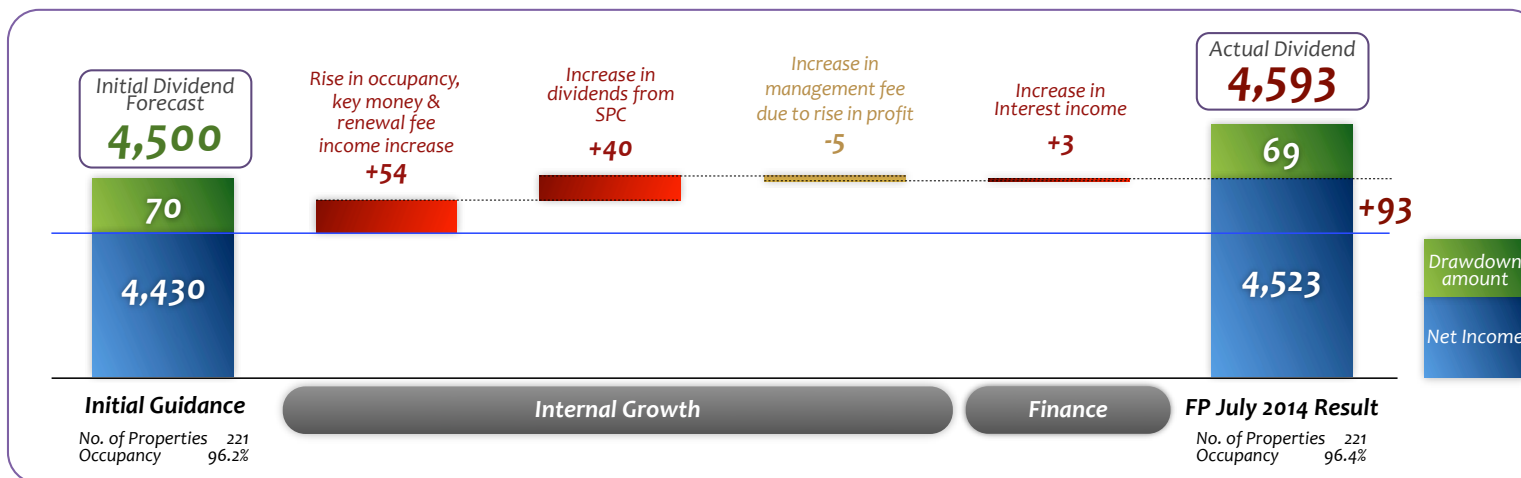 Initial Dividend
Forecast
4,500
70
4,430
Initial Guidance
No. of Properties 221
Occupancy 96.2%
Rise in occupancy,
key money &
renewal fee
income increase
+54
Increase in
dividends from
SPC
+40
Increase in
management fee
due to rise in profit
-5
Increase in
Interest income
+3
Internal Growth
Finance
Actual Dividend
4,593
69
4,523
+93
FP July 2014 Result
No. of Properties 221
Occupancy 96.4%
Drawdown
amount
Net Income